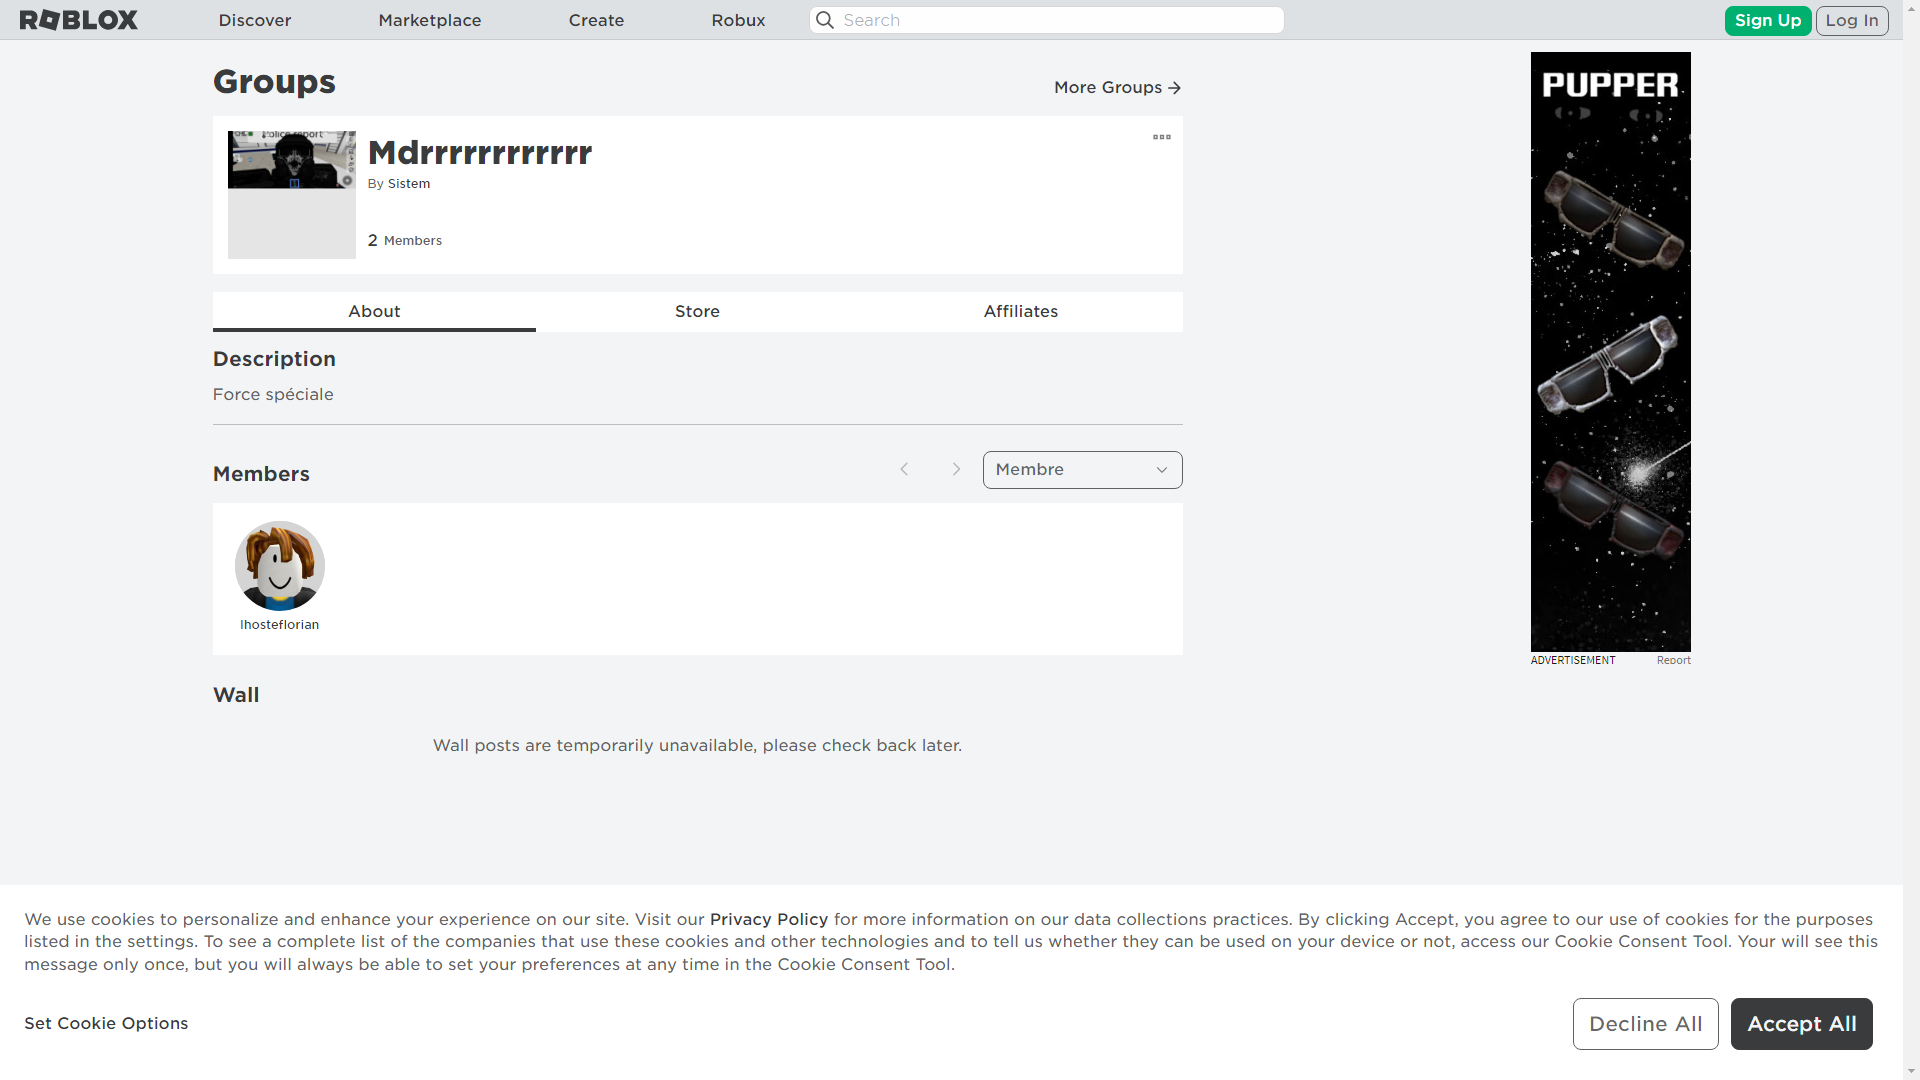 ROBLOX
Discover
Marketplace
Create
Robux
Search
Sign Up
Log In
Groups
More Groups
Police report
Mdrrrrrrrrrrrr
By Sistem
2 Members
About
Store
Affiliates
Description
Force spéciale
Members
Membre
lhosteflorian
Wall
Wall posts are temporarily unavailable, please check back later.
PUPPER
ADVERTISEMENT
Report
We use cookies to personalize and enhance your experience on our site. Visit our Privacy Policy for more information on our data collections practices. By clicking Accept, you agree to our use of cookies for the purposes
listed in the settings. To see a complete list of the companies that use these cookies and other technologies and to tell us whether they can be used on your device or not, access our Cookie Consent Tool. Your will see this
message only once, but you will always be able to set your preferences at any time in the Cookie Consent Tool.
Set Cookie Options
Decline All
Accept All